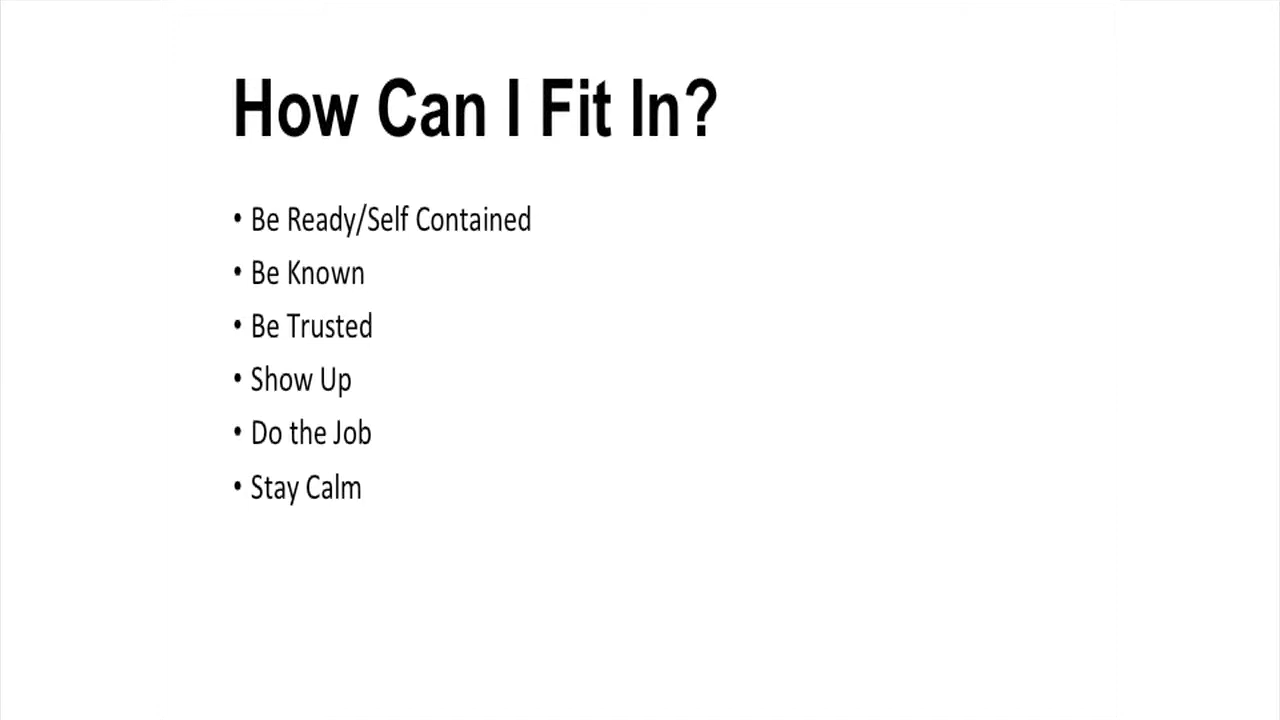 How Can I Fit In?
• Be Ready/Self Contained
• Be Known
• Be Trusted
• Show Up
• Do the Job
• Stay Calm